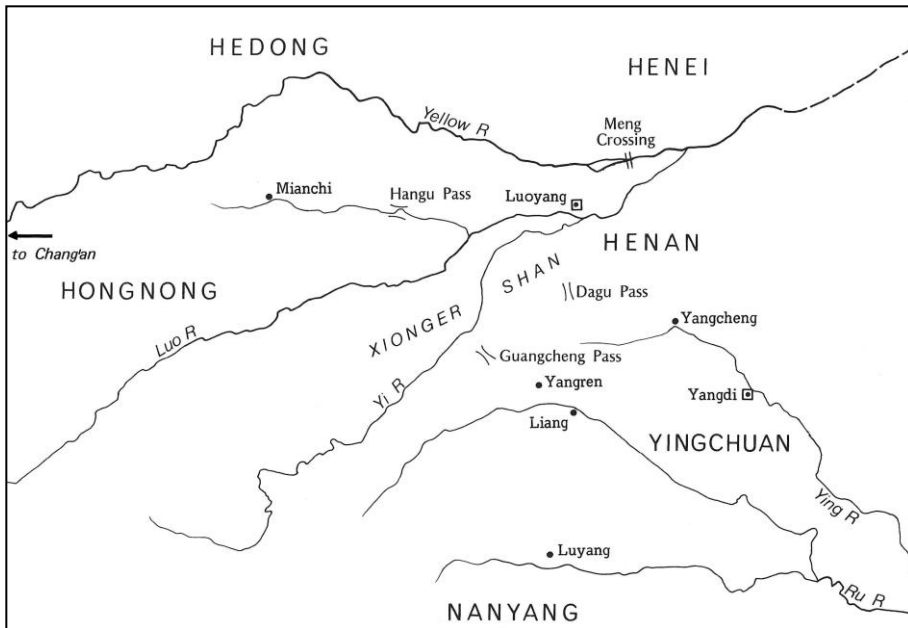 HEDONG
HENEI
Yellow R
Meng
Crossing
Mianchi
Hangu Pass
Luoyang
to Chang'an
HENAN
HONGNONG
XIONGER SHAN
Dagu Pass
Luo R
Yangcheng
Guangcheng Pass
Yi R
Yangren
Yangdi
Liang
YINGCHUAN
Ying R
Luyang
Ru R
NANYANG